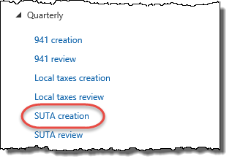 Quarterly
941 creation
941 review
Local taxes creation
Local taxes review
SUTA creation
SUTA review